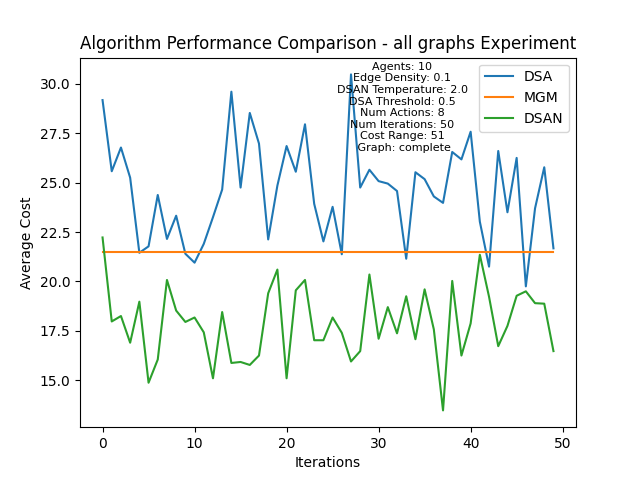 Algorithm Performance Comparison - all graphs Experiment
Agents: 10
Edge Density: 0.1
DSAN Temperature: 2.0
DSA Threshold: 0.5
Num Actions: 8
Num Iterations: 50
Cost Range: 51
Graph: complete
DSA
MGM
DSAN
Average Cost
30.0
27.5
25.0
22.5
20.0
17.5
15.0
0
10
20
30
40
50
Iterations